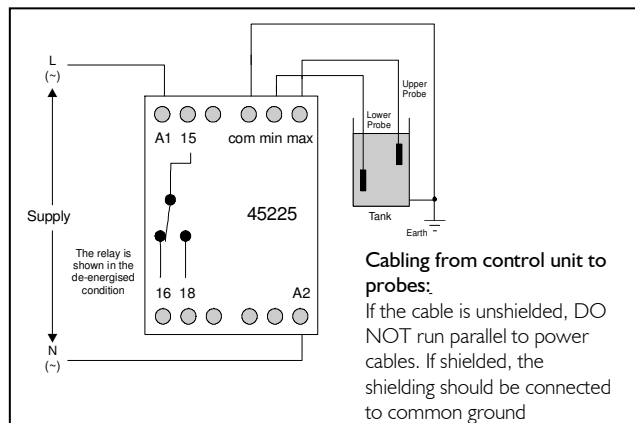 L
(~)
Upper
Probe
Lower
Probe
A1 15 com min max
45225
Tank
Supply
Earth
The relay is
shown in the
de-energised
condition
16 18 A2
N
(~)
Cabling from control unit to
probes:
If the cable is unshielded, DO
NOT run parallel to power
cables. If shielded, the
shielding should be connected
to common ground